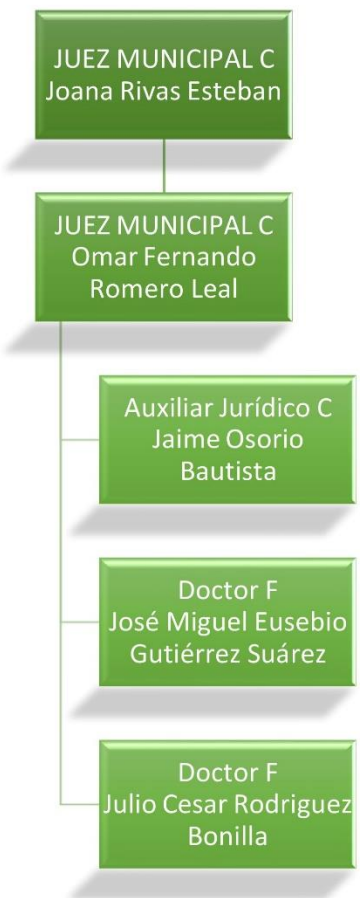 JUEZ MUNICIPAL C
Joana Rivas Esteban
JUEZ MUNICIPAL C
Omar Fernando
Romero Leal
Auxiliar Jurídico C
Jaime Osorio
Bautista
Doctor F
José Miguel Eusebio
Gutiérrez Suárez
Doctor F
Julio Cesar Rodriguez
Bonilla